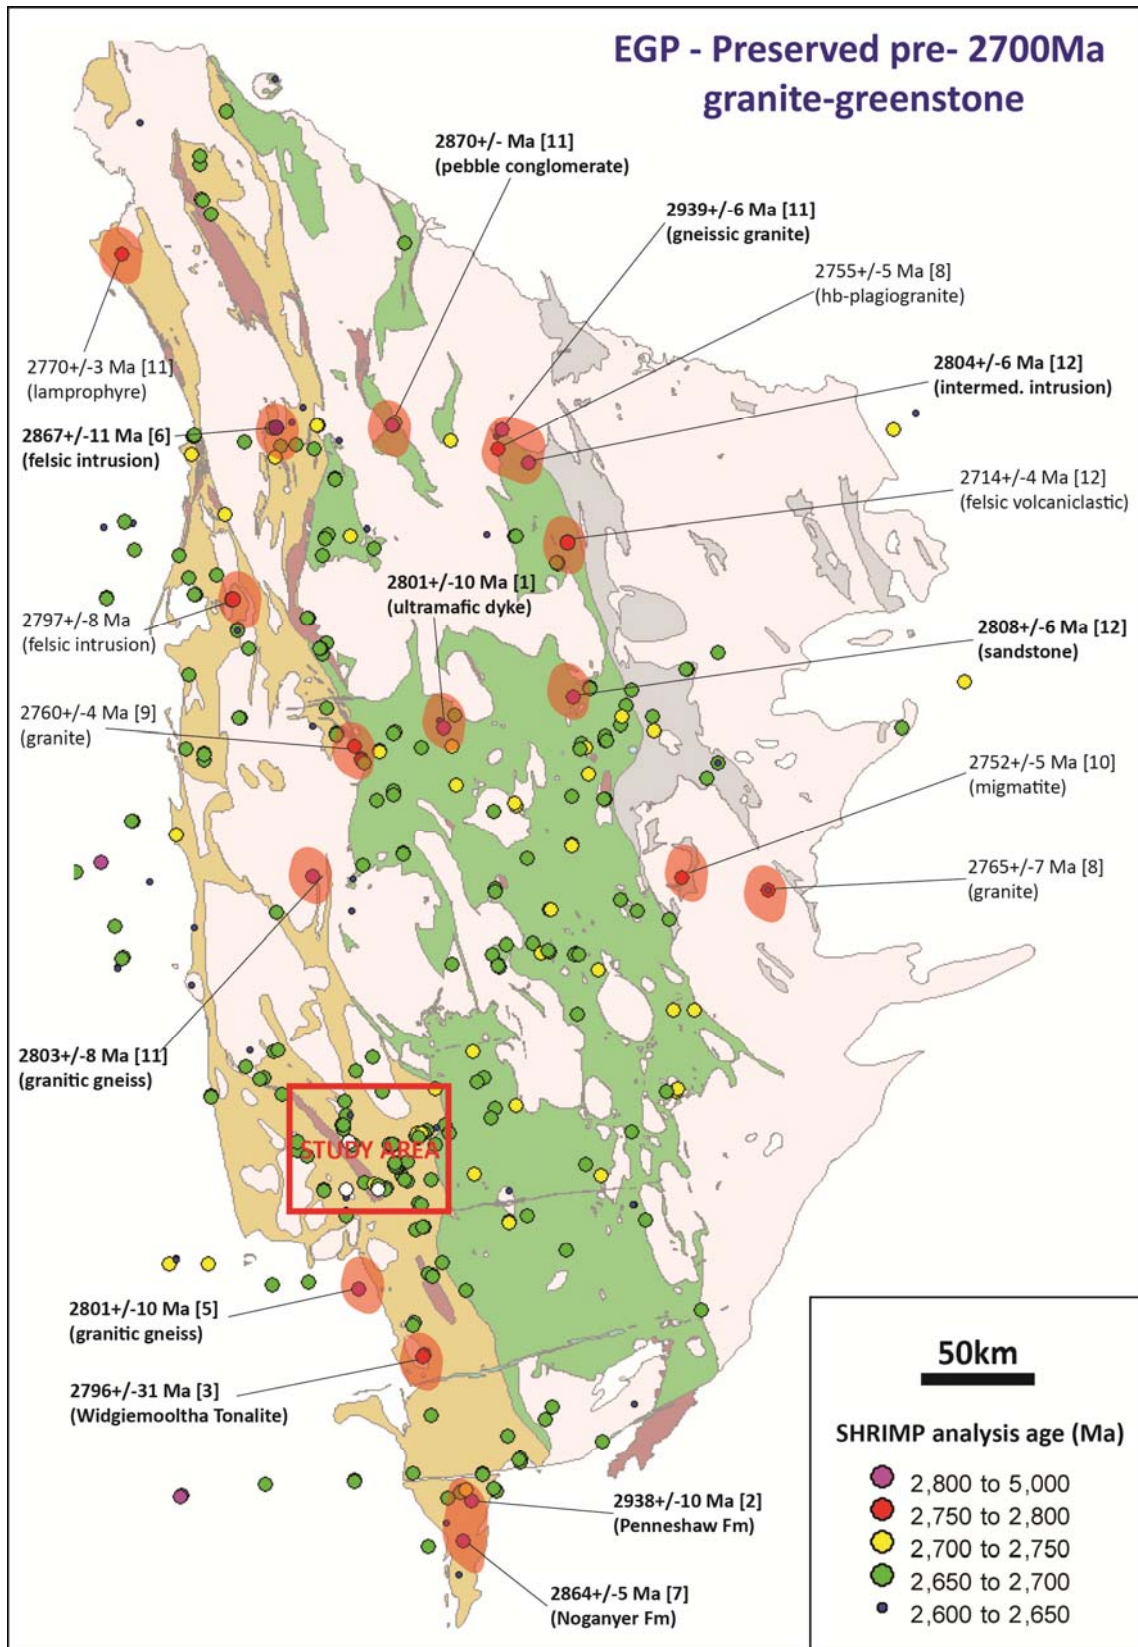 EGP - Preserved pre- 2700Ma
granite-greenstone
2870+/- Ma [11]
(pebble conglomerate)
2939+/-6 Ma [11]
(gneissic granite)
2755+/-5 Ma [8]
(hb-plagiogranite)
2770+/-3 Ma [11]
(lamprophyre)
2804+/-6 Ma [12]
(intermed. intrusion)
2867+/-11 Ma [6]
(felsic intrusion)
2714+/-4 Ma [12]
(felsic volcaniclastic)
2801+/-10 Ma [1]
(ultramafic dyke)
2797+/-8 Ma
(felsic intrusion)
2808+/-6 Ma [12]
(sandstone)
2760+/-4 Ma [9]
(granite)
2752+/-5 Ma [10]
(migmatite)
2765+/-7 Ma [8]
(granite)
2803+/-8 Ma [11]
(granitic gneiss)
STUDY AREA
2801+/-10 Ma [5]
(granitic gneiss)
2796+/-31 Ma [3]
(Widgiemooltha Tonalite)
2938+/-10 Ma [2]
(Penneshaw Fm)
2864+/-5 Ma [7]
(Noganyer Fm)
50km
SHRIMP analysis age (Ma)
2,800 to 5,000
2,750 to 2,800
2,700 to 2,750
2,650 to 2,700
2,600 to 2,650